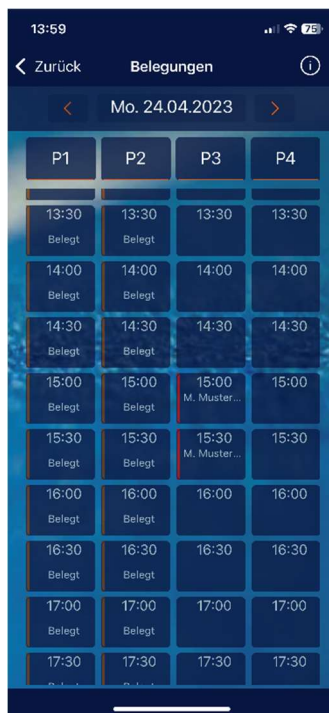 13:59
75
Zurück Belegungen
Mo. 24.04.2023
P1 P2 P3 P4
13:30 13:30 13:30 13:30
Belegt Belegt
14:00 14:00 14:00 14:00
Belegt Belegt
14:30 14:30 14:30 14:30
Belegt Belegt
15:00 15:00 15:00 15:00
Belegt Belegt M. Muster...
15:30 15:30 15:30 15:30
Belegt Belegt M. Muster...
16:00 16:00 16:00 16:00
Belegt Belegt
16:30 16:30 16:30 16:30
Belegt Belegt
17:00 17:00 17:00 17:00
Belegt Belegt
17:30 17:30 17:30 17:30